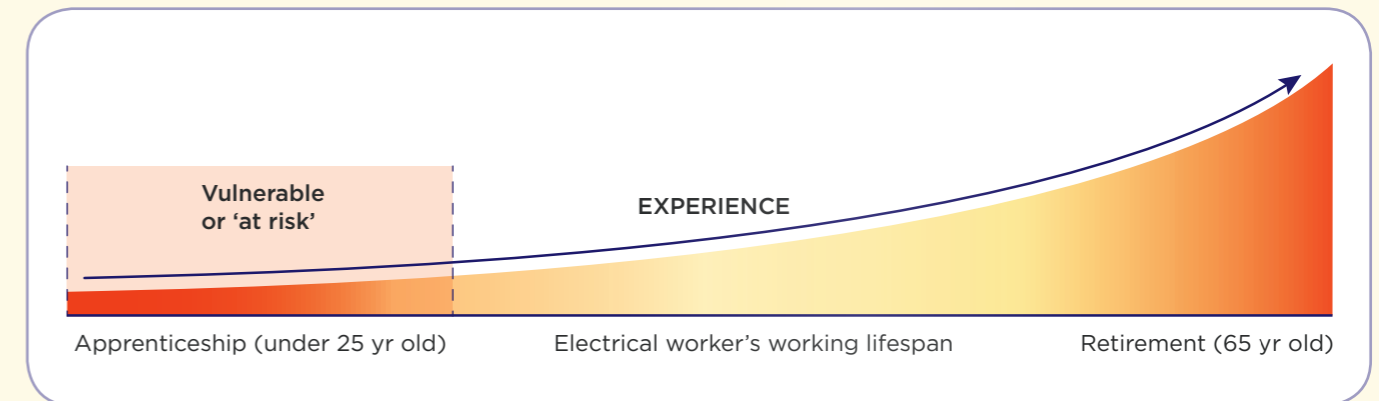 Vulnerable
or ‘at risk’
EXPERIENCE
Apprenticeship (under 25 yr old)
Electrical worker’s working lifespan
Retirement (65 yr old)